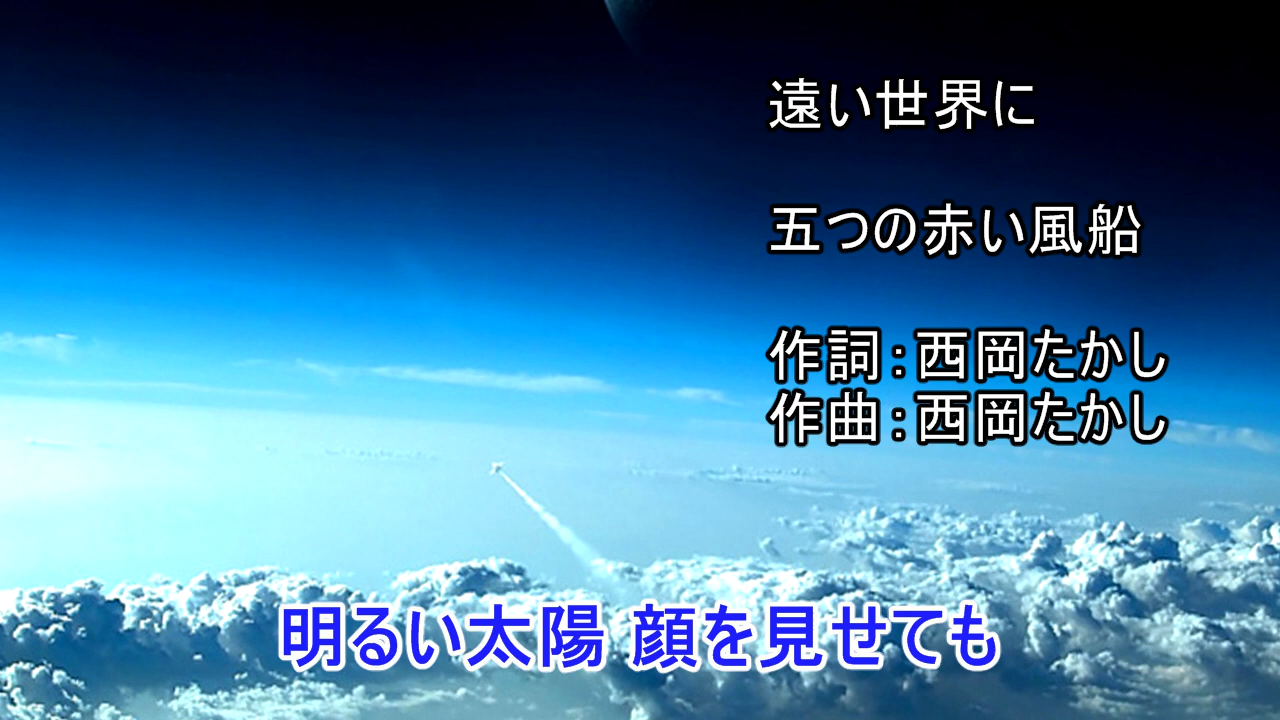 遠い世界に
五つの赤い風船
作詞：西岡たかし
作曲：西岡たかし
明るい太陽 顔を見せても